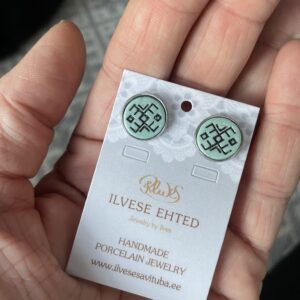 ILVESE EHTED
Jewelry by Ilves
HANDMADE
PORCELAIN JEWELRY
www.ilvesesavituba.ee